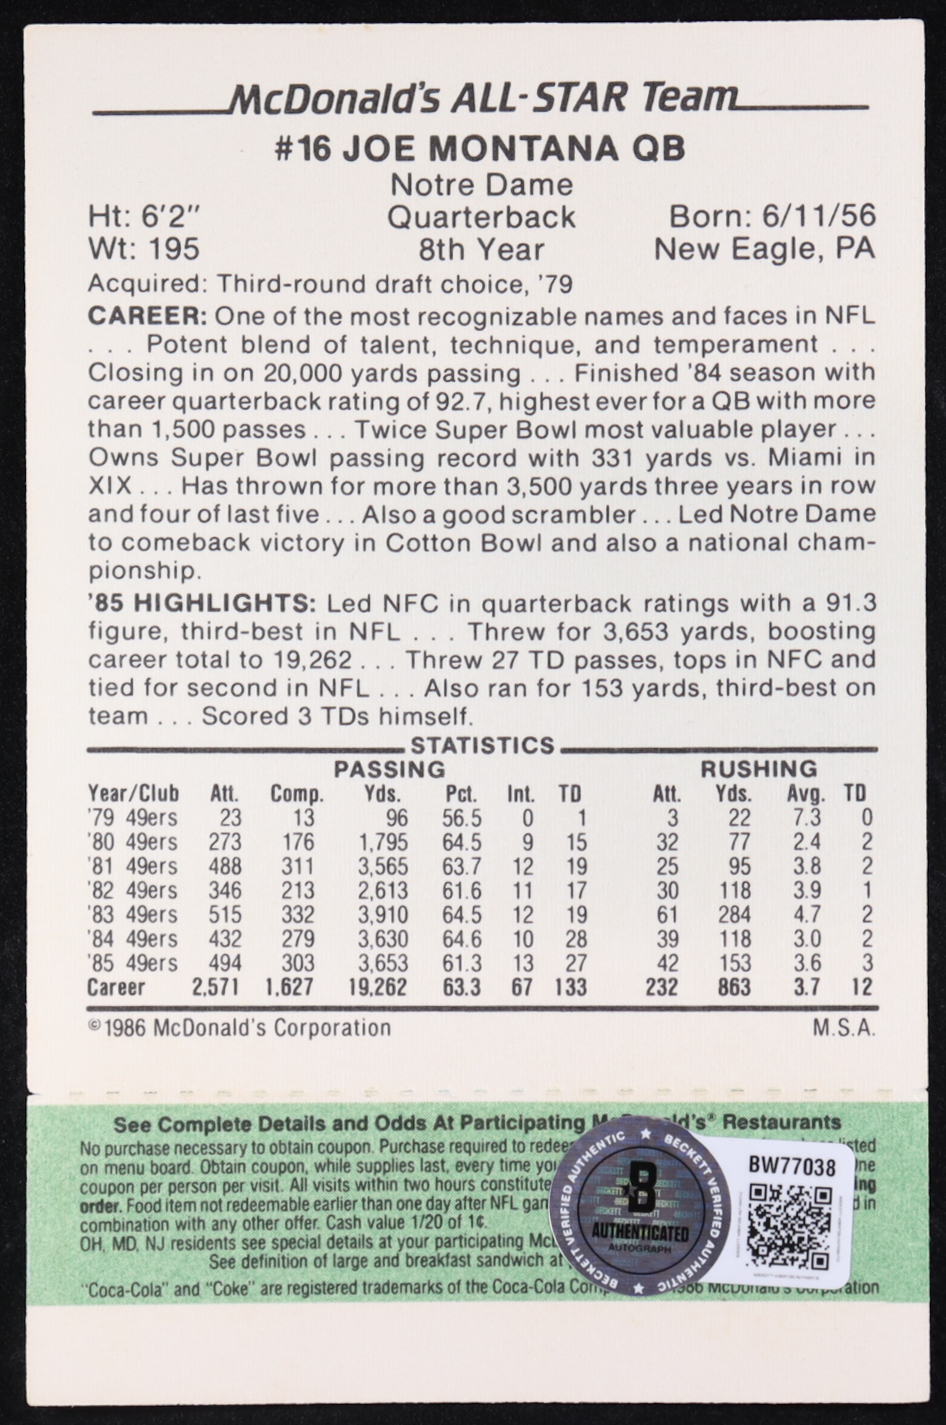 McDonald's ALL-STAR Team
#16 JOE MONTANA QB
Notre Dame
Ht: 6'2" Quarterback Born: 6/11/56
Wt: 195 8th Year New Eagle, PA
Acquired: Third-round draft choice, '79
CAREER: One of the most recognizable names and faces in NFL
. . . Potent blend of talent, technique, and temperament . . .
Closing in on 20,000 yards passing . . . Finished '84 season with
career quarterback rating of 92.7, highest ever for a QB with more
than 1,500 passes . . . Twice Super Bowl most valuable player . . .
Owns Super Bowl passing record with 331 yards vs. Miami in
XIX . . . Has thrown for more than 3,500 yards three years in row
and four of last five . . . Also a good scrambler . . . Led Notre Dame
to comeback victory in Cotton Bowl and also a national cham-
pionship.
'85 HIGHLIGHTS: Led NFC in quarterback ratings with a 91.3
figure, third-best in NFL . . . Threw for 3,653 yards, boosting
career total to 19,262 . . . Threw 27 TD passes, tops in NFC and
tied for second in NFL . . . Also ran for 153 yards, third-best on
team . . . Scored 3 TDs himself.
STATISTICS
PASSING RUSHING
Year/Club Att. Comp. Yds. Pct. Int. TD Att. Yds. Avg. TD
'79 49ers 23 13 96 56.5 0 1 3 22 7.3 0
'80 49ers 273 176 1,795 64.5 9 15 32 77 2.4 2
'81 49ers 488 311 3,565 63.7 12 19 25 95 3.8 2
'82 49ers 346 213 2,613 61.6 11 17 30 118 3.9 1
'83 49ers 515 332 3,910 64.5 12 19 61 284 4.7 2
'84 49ers 432 279 3,630 64.6 10 28 39 118 3.0 2
'85 49ers 494 303 3,653 61.3 13 27 42 153 3.6 3
Career 2,571 1,627 19,262 63.3 67 133 232 863 3.7 12
©1986 McDonald's Corporation M.S.A.
See Complete Details and Odds At Participating McDonald's® Restaurants
No purchase necessary to obtain coupon. Purchase required to listed
on menu board. Obtain coupon, while supplies last, every time you One
coupon per person per visit. All visits within two hours constitute
order. Food item not redeemable earlier than one day after NFL in
combination with any other offer. Cash value 1/20 of 1¢.
OH, MD, NJ residents see special details at your participating
See definition of large and breakfast sandwich at
"Coca-Cola" and "Coke" are registered trademarks of the Coca-Cola 1986 McDonald's Corporation
BECKETT VERIFIED AUTHENTIC ★ BECKETT VERIFIED AUTHENTIC ★
B
AUTHENTICATED
AUTOGRAPH
BW77038